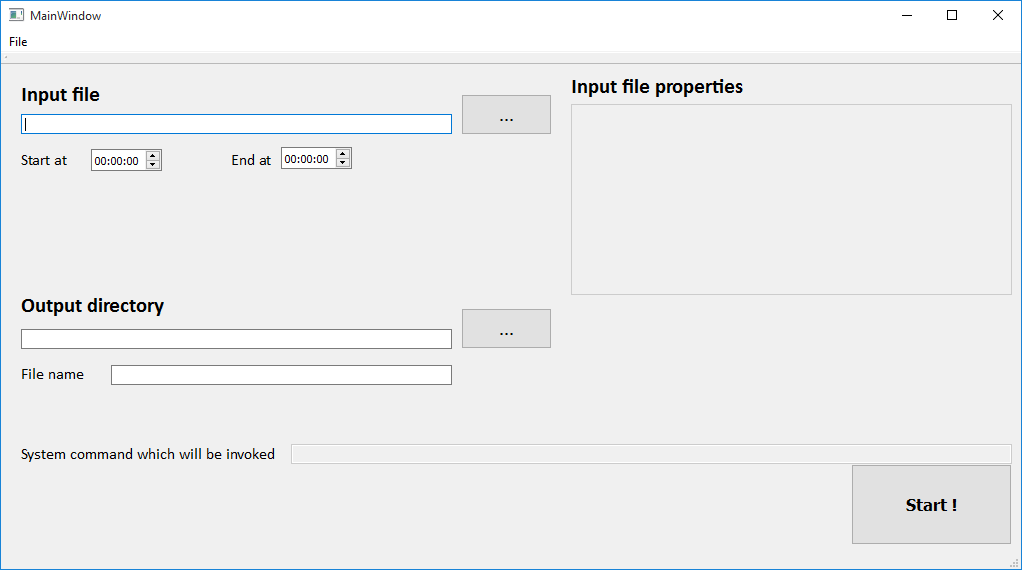 MainWindow
File
Input file
...
Start at 00:00:00 End at 00:00:00
Input file properties
Output directory
...
File name
System command which will be invoked
Start !